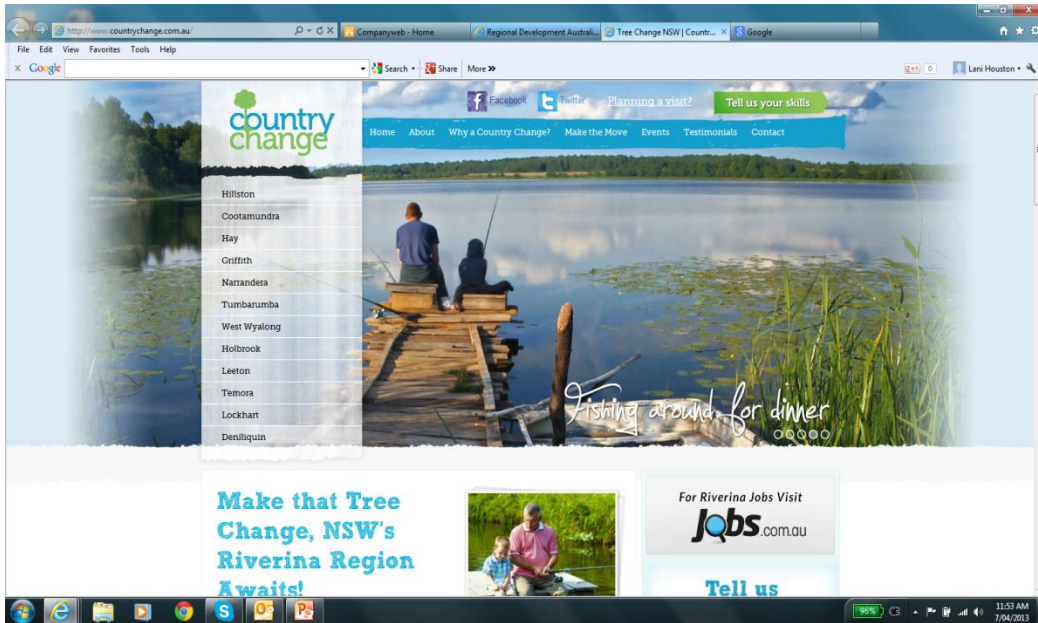 http://www.countrychange.com.au/
Companyweb - Home
Regional Development Australi...
Tree Change NSW | Countr...
Google
File Edit View Favorites Tools Help
Google
Search
Share
More >>
0
Lani Houston
country
change
Facebook
Twitter
Planning a visit?
Tell us your skills
Home About Why a Country Change? Make the Move Events Testimonials Contact
Hillston
Cootamundra
Hay
Griffith
Narrandera
Tumbarumba
West Wyalong
Holbrook
Leeton
Temora
Lockhart
Deniliquin
Fishing around for dinner
Make that Tree
Change, NSW's
Riverina Region
Awaits!
For Riverina Jobs Visit
Jobs.com.au
Tell us
96%
11:53 AM
7/04/2013